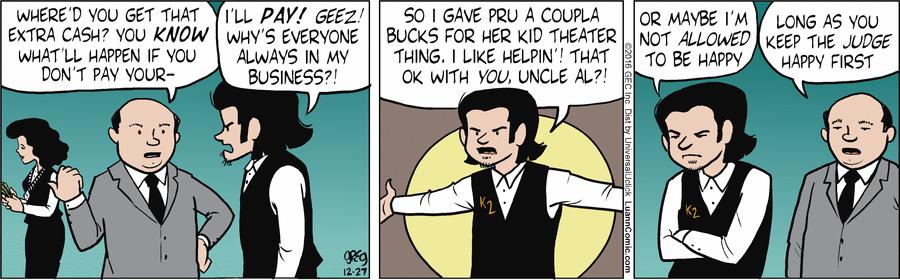 WHERE'D YOU GET THAT
EXTRA CASH? YOU KNOW
WHAT'LL HAPPEN IF YOU
DON'T PAY YOUR–
I'LL PAY! GEEZ!
WHY'S EVERYONE
ALWAYS IN MY
BUSINESS?!
GREG
12-27
SO I GAVE PRU A COUPLA
BUCKS FOR HER KID THEATER
THING. I LIKE HELPIN'! THAT
OK WITH YOU, UNCLE AL?!
K2
©2016 GEC Inc. Dist by UniversalUclick LuannComic.com
OR MAYBE I'M
NOT ALLOWED
TO BE HAPPY
LONG AS YOU
KEEP THE JUDGE
HAPPY FIRST
K2